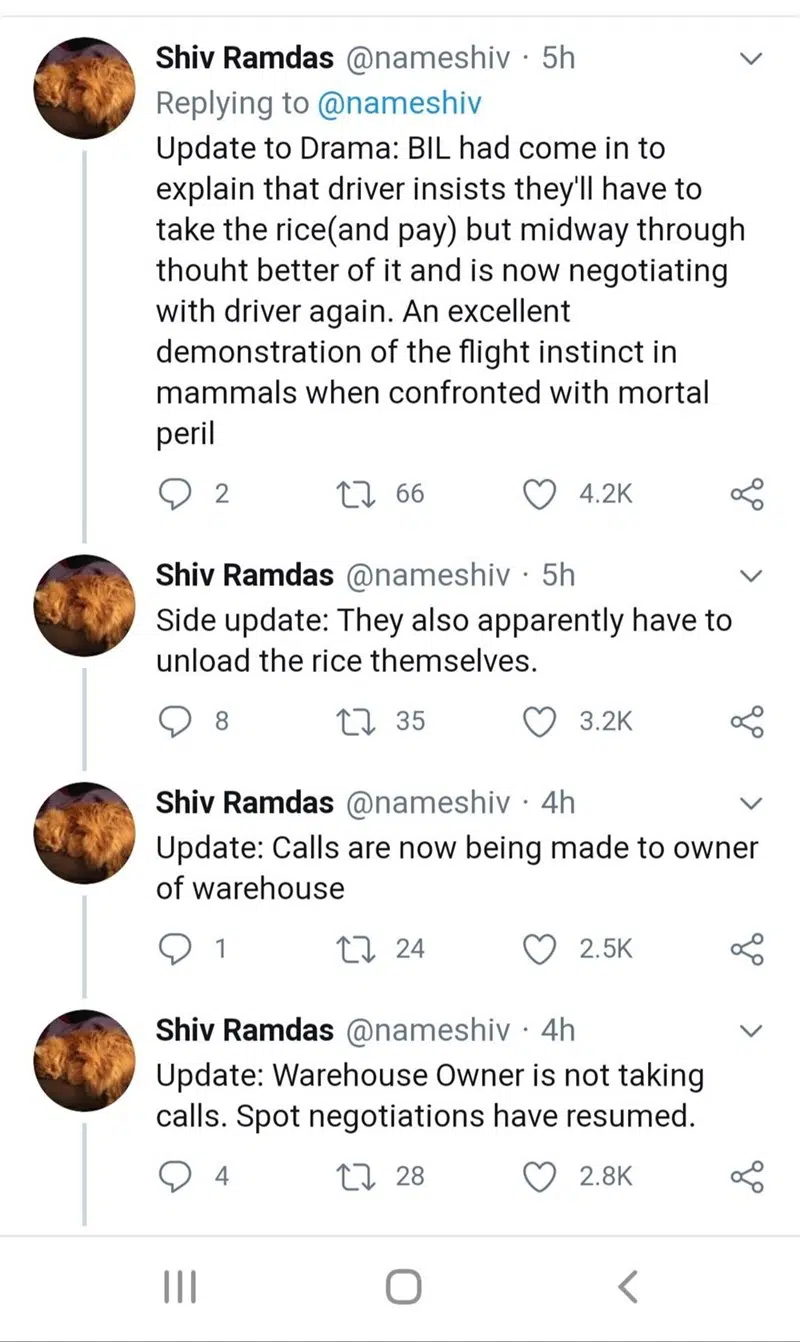 Shiv Ramdas @nameshiv · 5h
Replying to @nameshiv
Update to Drama: BIL had come in to
explain that driver insists they'll have to
take the rice(and pay) but midway through
thouht better of it and is now negotiating
with driver again. An excellent
demonstration of the flight instinct in
mammals when confronted with mortal
peril
2 66 4.2K
Shiv Ramdas @nameshiv · 5h
Side update: They also apparently have to
unload the rice themselves.
8 35 3.2K
Shiv Ramdas @nameshiv · 4h
Update: Calls are now being made to owner
of warehouse
1 24 2.5K
Shiv Ramdas @nameshiv · 4h
Update: Warehouse Owner is not taking
calls. Spot negotiations have resumed.
4 28 2.8K